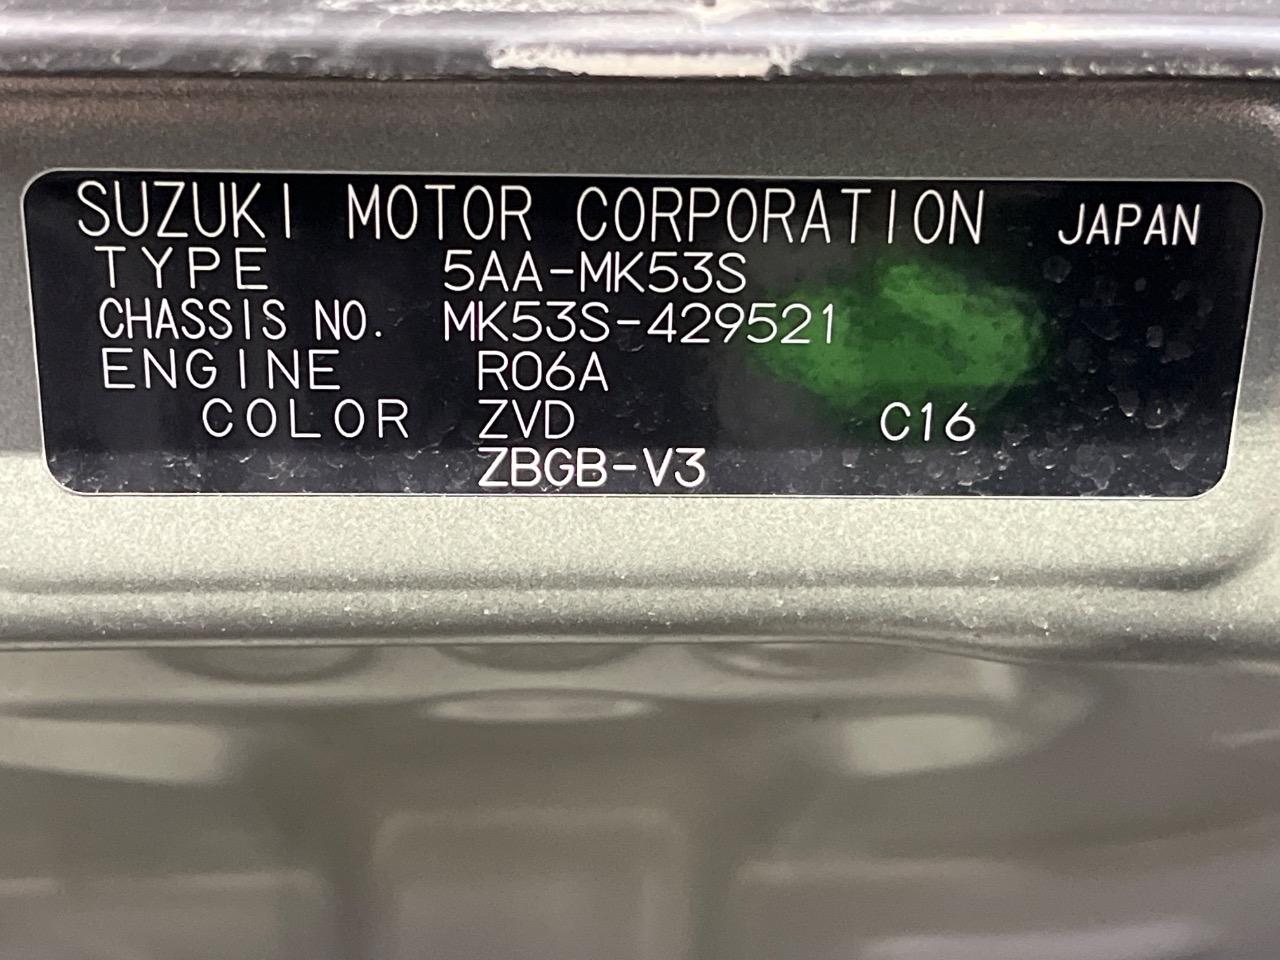 SUZUKI MOTOR CORPORATION JAPAN
TYPE 5AA-MK53S
CHASSIS NO. MK53S-429521
ENGINE R06A
COLOR ZVD C16
ZBGB-V3